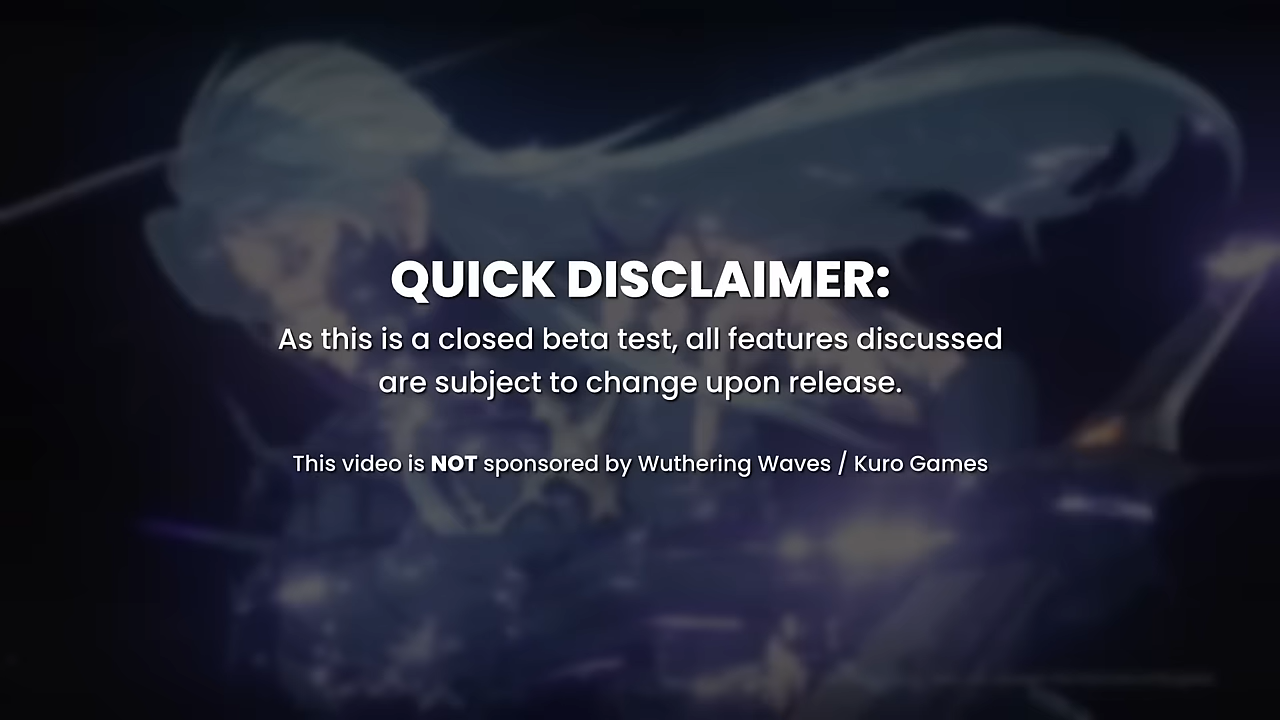 QUICK DISCLAIMER:
As this is a closed beta test, all features discussed
are subject to change upon release.
This video is NOT sponsored by Wuthering Waves / Kuro Games